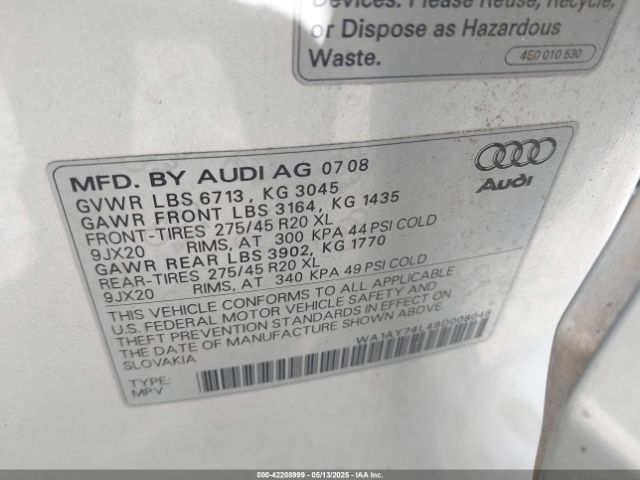 Devices. Please Reuse, Recycle,
or Dispose as Hazardous
Waste.
4E0 010 530
MFD. BY AUDI AG 07 08
Audi
GVWR LBS 6713 , KG 3045
GAWR FRONT LBS 3164, KG 1435
FRONT-TIRES 275/45 R20 XL
9JX20 RIMS, AT 300 KPA 44 PSI COLD
GAWR REAR LBS 3902, KG 1770
REAR-TIRES 275/45 R20 XL
9JX20 RIMS, AT 340 KPA 49 PSI COLD
THIS VEHICLE CONFORMS TO ALL APPLICABLE
U.S. FEDERAL MOTOR VEHICLE SAFETY AND
THEFT PREVENTION STANDARDS IN EFFECT ON
THE DATE OF MANUFACTURE SHOWN ABOVE.
SLOVAKIA
WA1AY74L49D008046
TYPE:
MPV
000-42208999 - 05/13/2025 - IAA Inc.